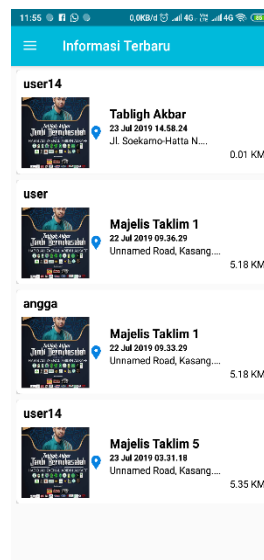 11:55
0,0KB/d 4G 4G
Informasi Terbaru
user14
Tabligh Akbar
23 Jul 2019 14.58.24
Jl. Soekarno-Hatta N....
0.01 KM
user
Majelis Taklim 1
22 Jul 2019 09.36.29
Unnamed Road, Kasang....
5.18 KM
angga
Majelis Taklim 1
22 Jul 2019 09.33.29
Unnamed Road, Kasang....
5.18 KM
user14
Majelis Taklim 5
23 Jul 2019 03.31.18
Unnamed Road, Kasang....
5.35 KM